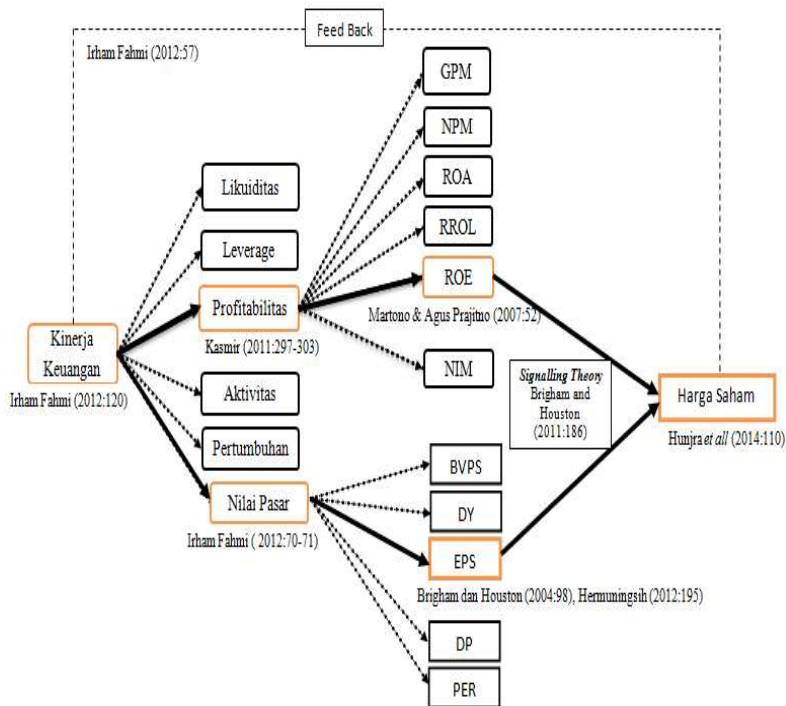 Feed Back
Irham Fahmi (2012:57)
GPM
NPM
Likuiditas
ROA
RROL
Leverage
ROE
Profitabilitas
Martono & Agus Prajitno (2007:52)
Kinerja
Keuangan
Kasmir (2011:297-303)
NIM
Signalling Theory
Brigham and
Houston
(2011:186)
Harga Saham
Irham Fahmi (2012:120)
Aktivitas
Hunjra et all (2014:110)
Pertumbuhan
BVPS
Nilai Pasar
DY
Irham Fahmi ( 2012:70-71)
EPS
Brigham dan Houston (2004:98), Hermuningsih (2012:195)
DP
PER